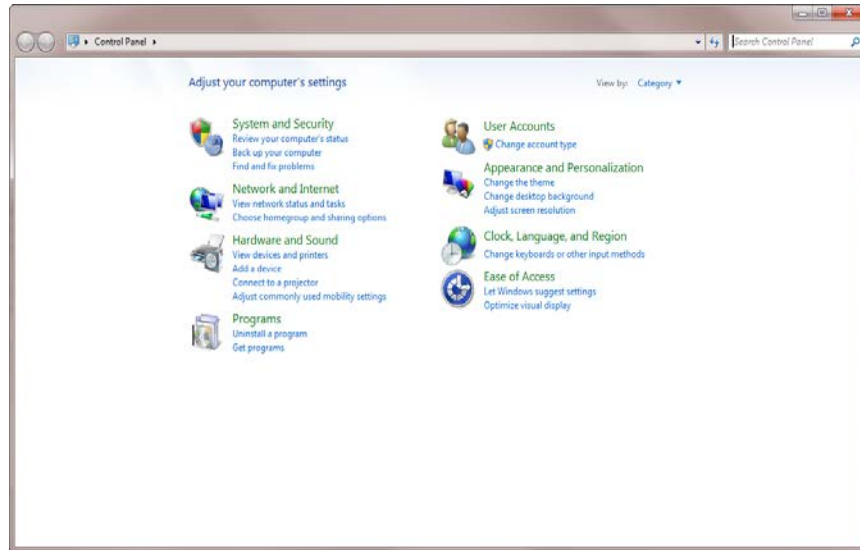 Control Panel
Search Control Panel
Adjust your computer's settings
View by: Category
System and Security
Review your computer's status
Back up your computer
Find and fix problems
Network and Internet
View network status and tasks
Choose homegroup and sharing options
Hardware and Sound
View devices and printers
Add a device
Connect to a projector
Adjust commonly used mobility settings
Programs
Uninstall a program
Get programs
User Accounts
Change account type
Appearance and Personalization
Change the theme
Change desktop background
Adjust screen resolution
Clock, Language, and Region
Change keyboards or other input methods
Ease of Access
Let Windows suggest settings
Optimize visual display